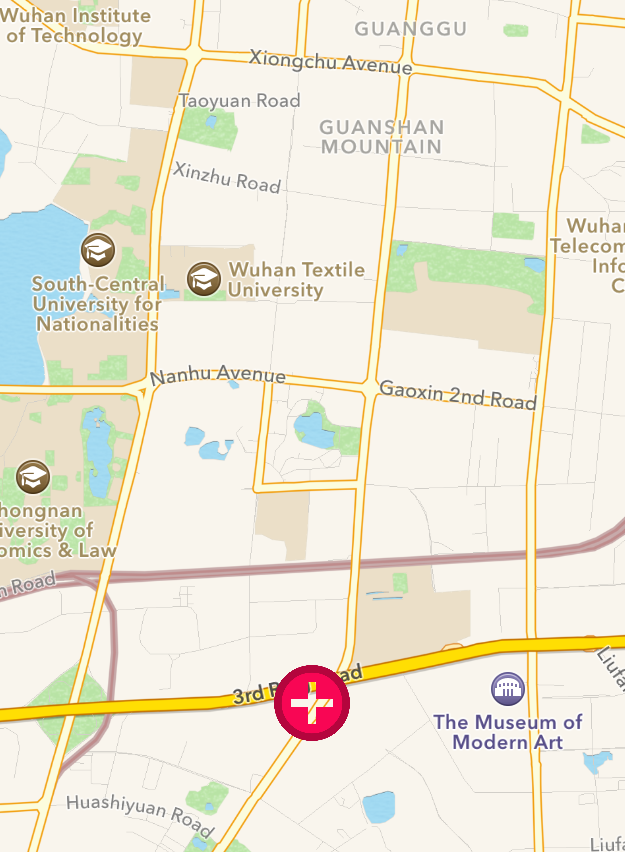 Wuhan Institute
of Technology
GUANGGU
Xiongchu Avenue
Taoyuan Road
GUANSHAN
MOUNTAIN
Xinzhu Road
Wuhan
Telecom
Info
C
South-Central
University for
Nationalities
Wuhan Textile
University
Nanhu Avenue
Gaoxin 2nd Road
hongnan
iversity of
omics & Law
n Road
3rd R
ad
Liufa
The Museum of
Modern Art
Huashiyuan Road
Liufa